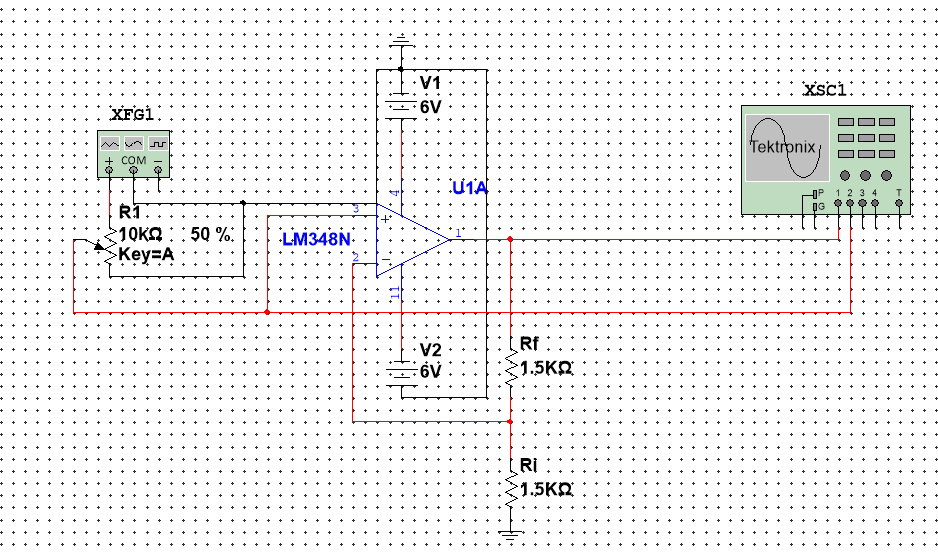 V1
6V
XSC1
XFG1
Tektronix
P
G
1 2 3 4 T
+ COM −
4
U1A
R1
10kΩ 50 %
Key=A
3
+
LM348N
1
2
−
11
V2
6V
Rf
1.5KΩ
Ri
1.5KΩ